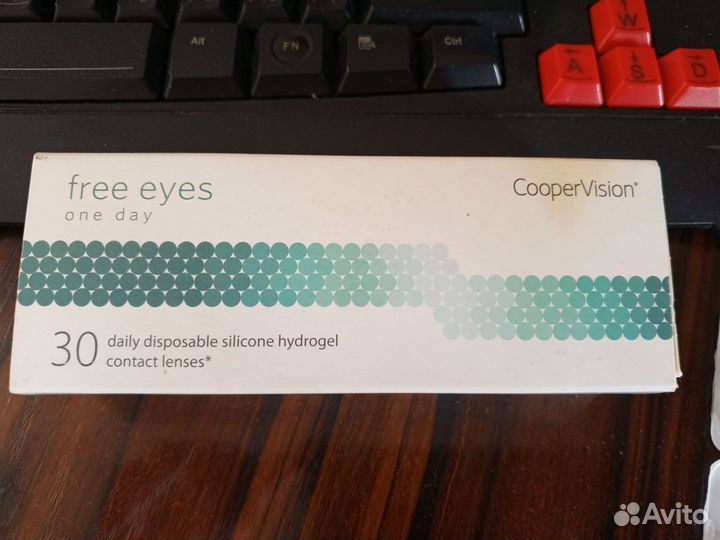 Alt
FN
Ctrl
W
A
S
D
free eyes
one day
CooperVision®
30 daily disposable silicone hydrogel
contact lenses*
Avito